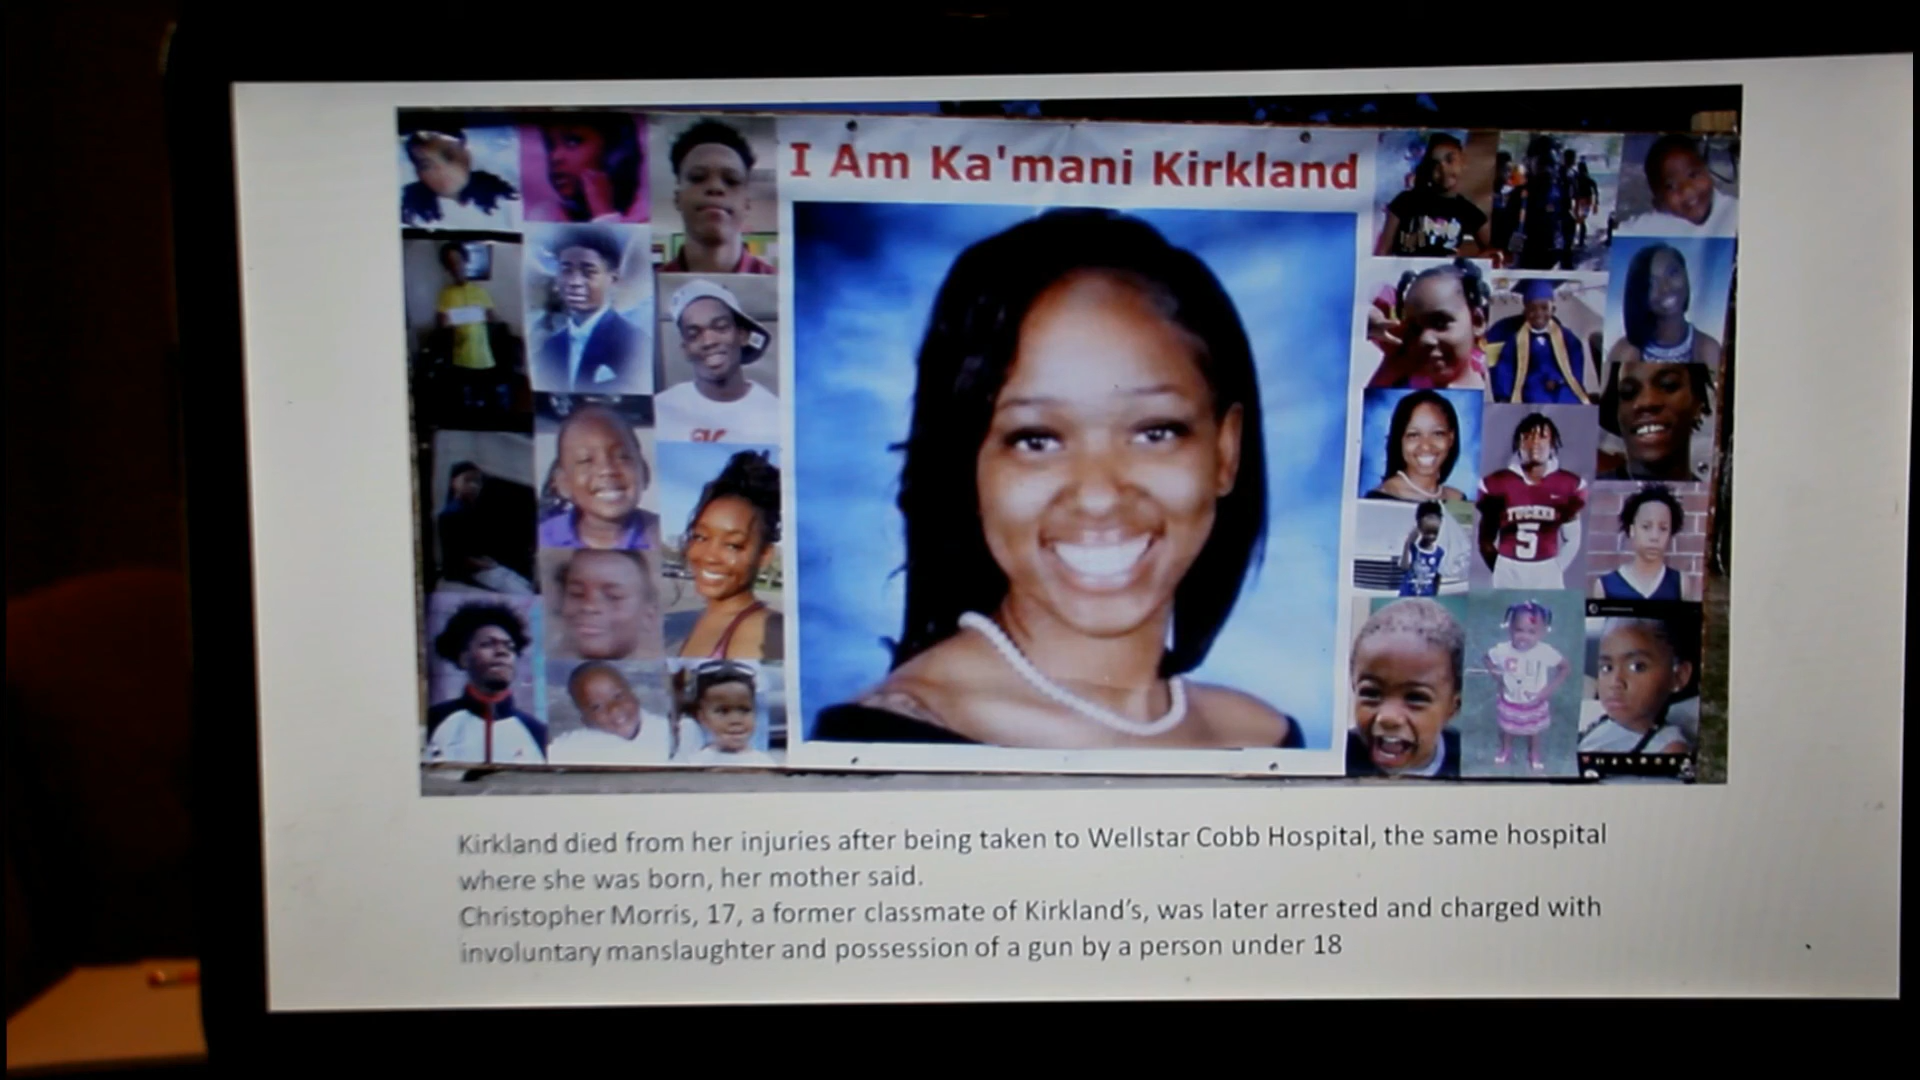 I Am Ka'mani Kirkland
TUCKER
5
Kirkland died from her injuries after being taken to Wellstar Cobb Hospital, the same hospital
where she was born, her mother said.
Christopher Morris, 17, a former classmate of Kirkland's, was later arrested and charged with
involuntary manslaughter and possession of a gun by a person under 18